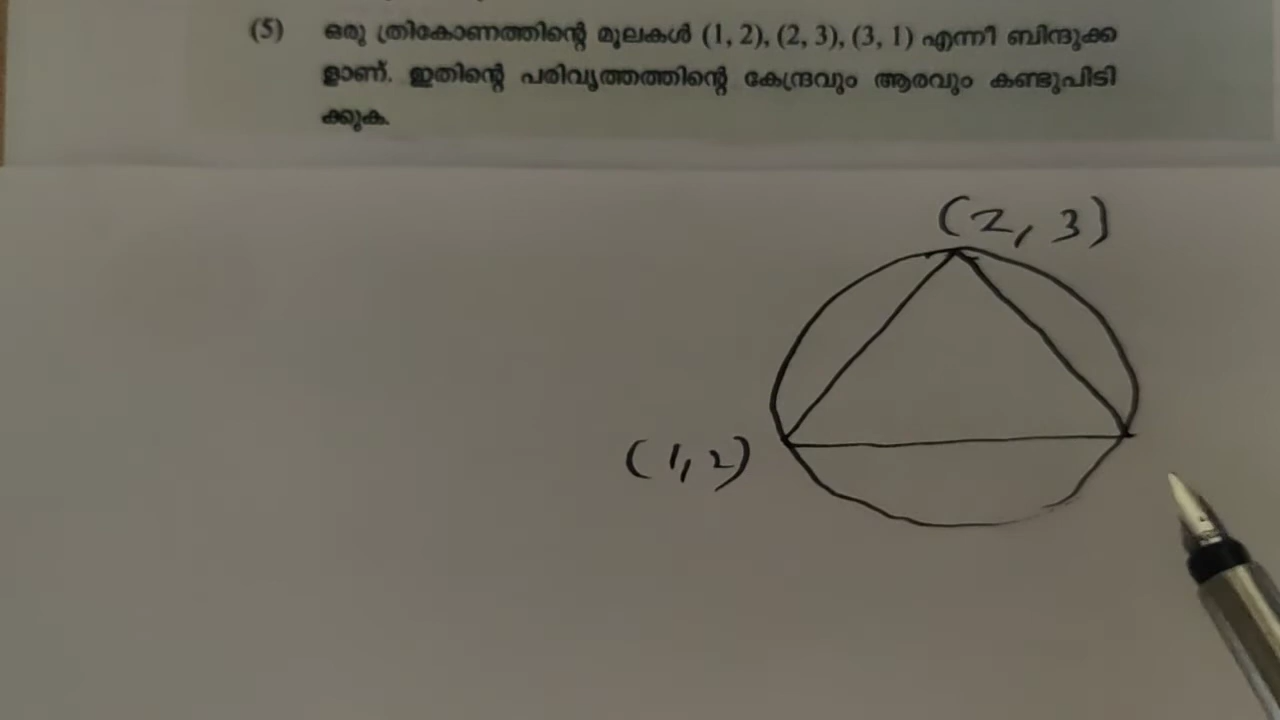 (5) ഒരു ത്രികോണത്തിന്റെ മൂലകൾ (1, 2), (2, 3), (3, 1) എന്നീ ബിന്ദുക്ക
ളാണ്. ഇതിന്റെ പരിവൃത്തത്തിന്റെ കേന്ദ്രവും ആരവും കണ്ടുപിടി
ക്കുക.
(2, 3)
(1, 2)